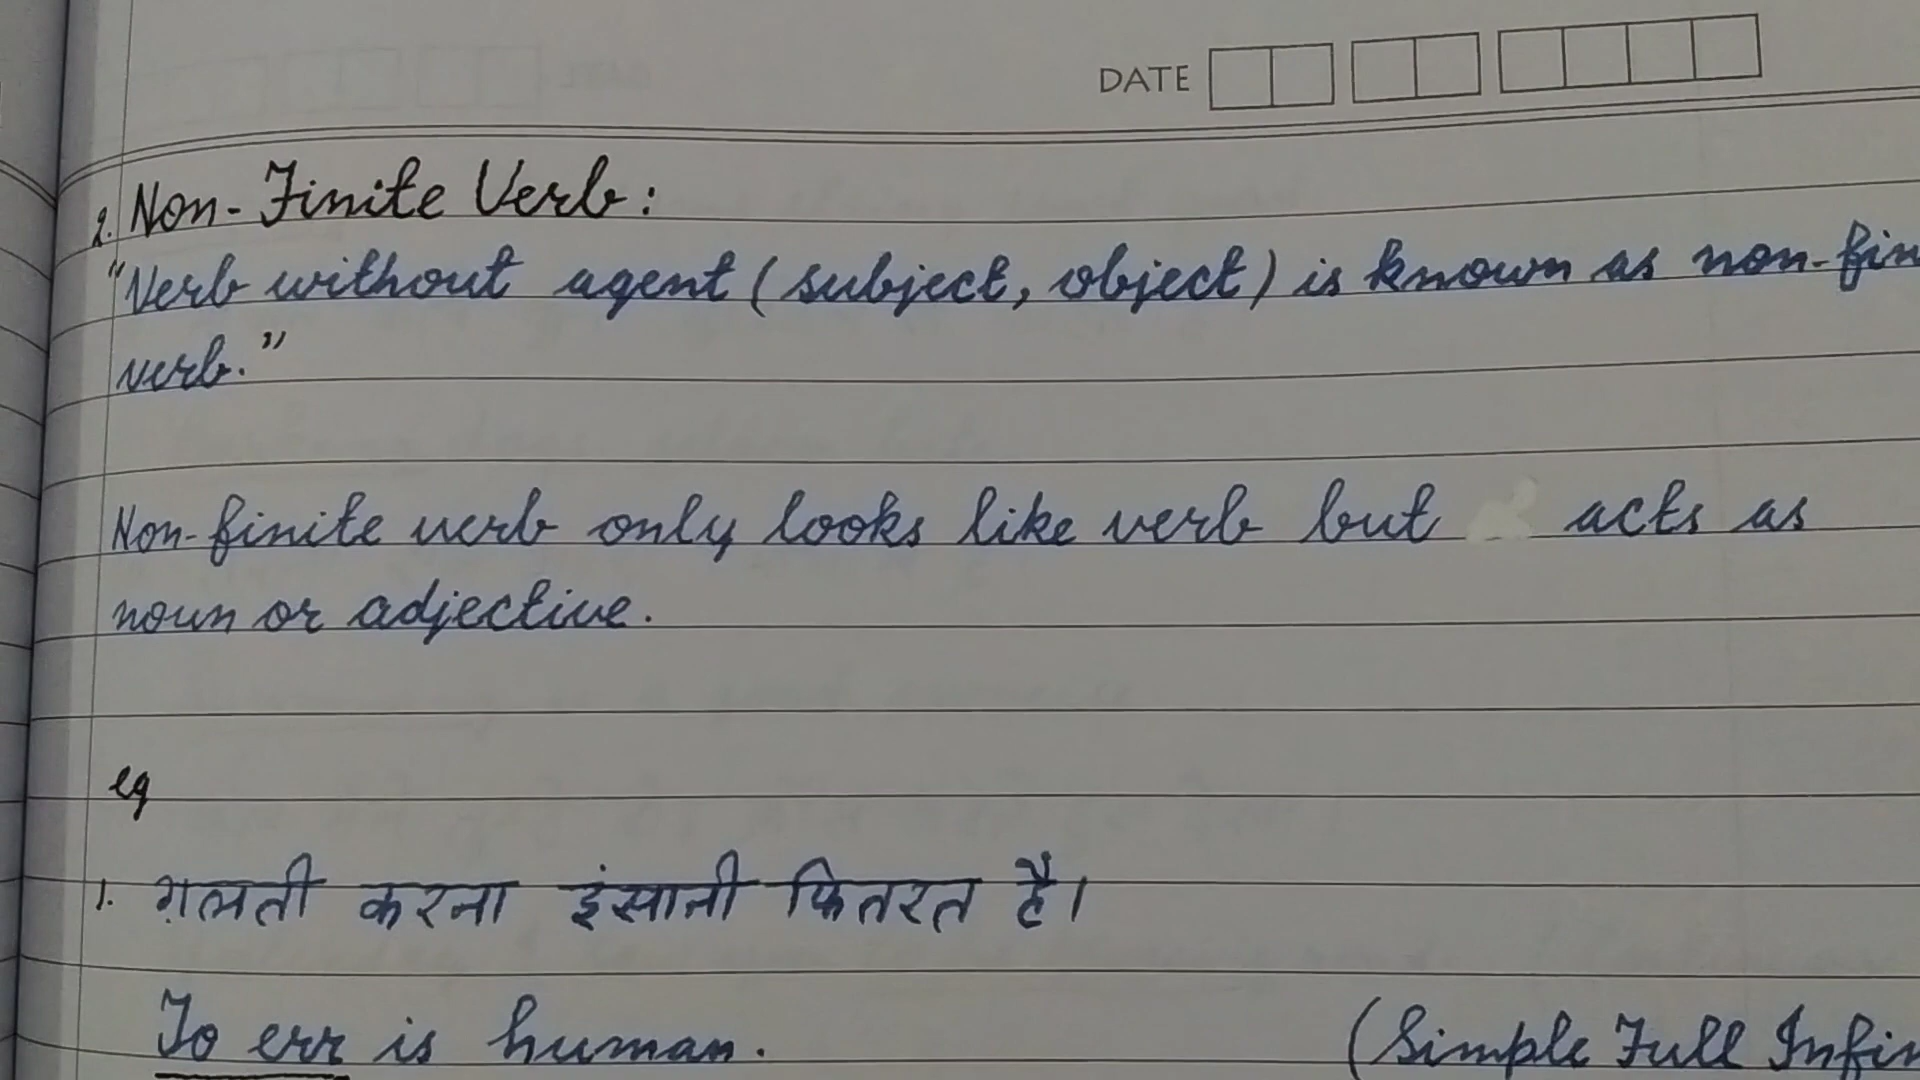 DATE
2. Non-Finite Verb:
"Verb without agent (subject, object) is known as non-fin
verb."
Non-finite verb only looks like verb but acts as
noun or adjective.
eg
1. ग़लती करना इंसानी फितरत है।
To err is human. (Simple Full Infin